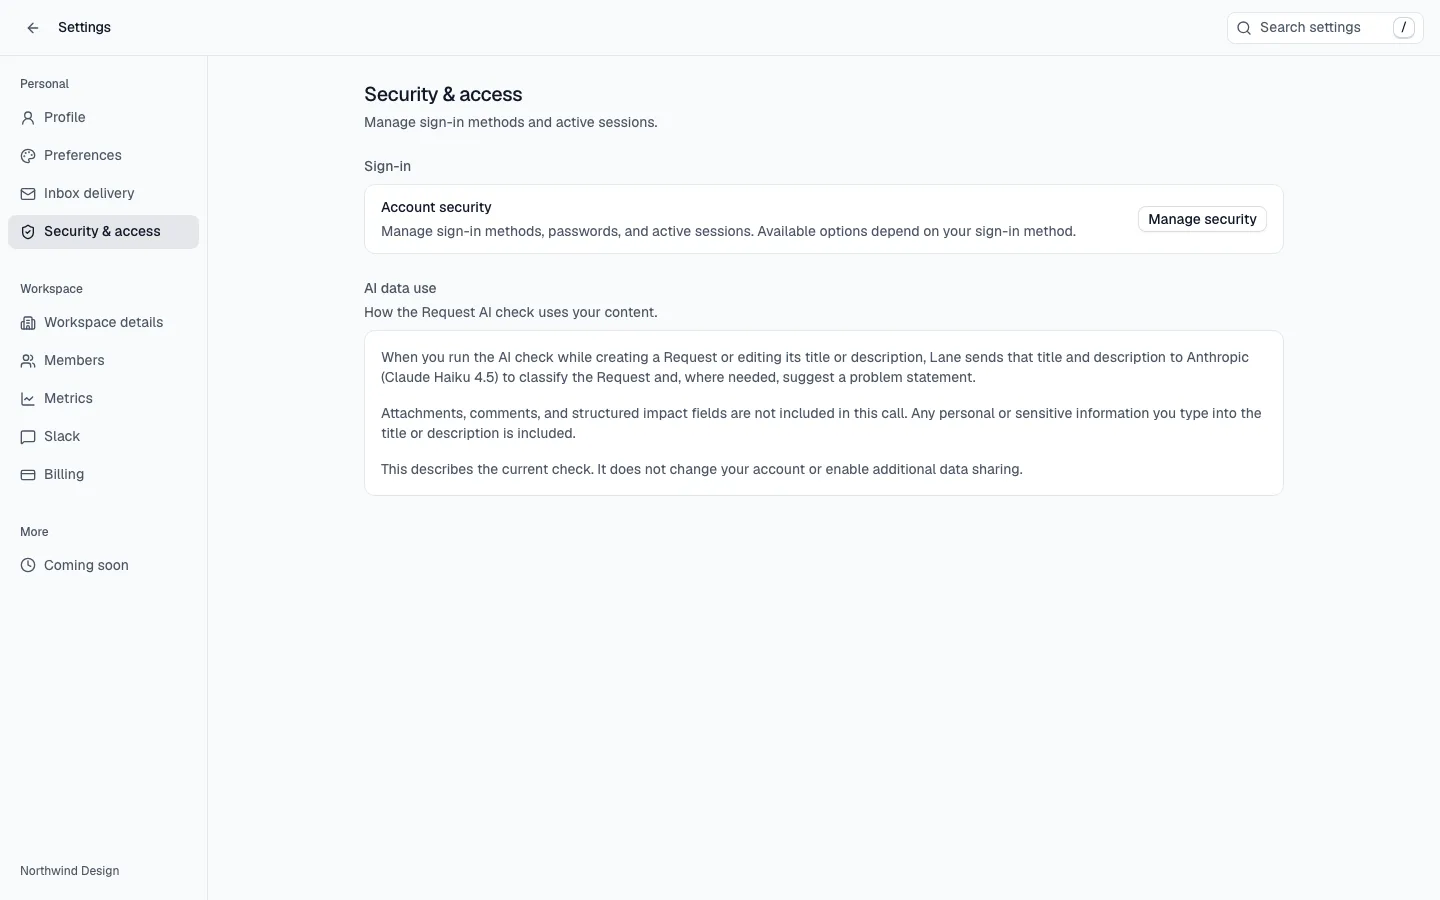 Settings
Search settings
/
Personal
Profile
Preferences
Inbox delivery
Security & access
Workspace
Workspace details
Members
Metrics
Slack
Billing
More
Coming soon
Northwind Design
Security & access
Manage sign-in methods and active sessions.
Sign-in
Account security
Manage sign-in methods, passwords, and active sessions. Available options depend on your sign-in method.
Manage security
AI data use
How the Request AI check uses your content.
When you run the AI check while creating a Request or editing its title or description, Lane sends that title and description to Anthropic
(Claude Haiku 4.5) to classify the Request and, where needed, suggest a problem statement.
Attachments, comments, and structured impact fields are not included in this call. Any personal or sensitive information you type into the
title or description is included.
This describes the current check. It does not change your account or enable additional data sharing.